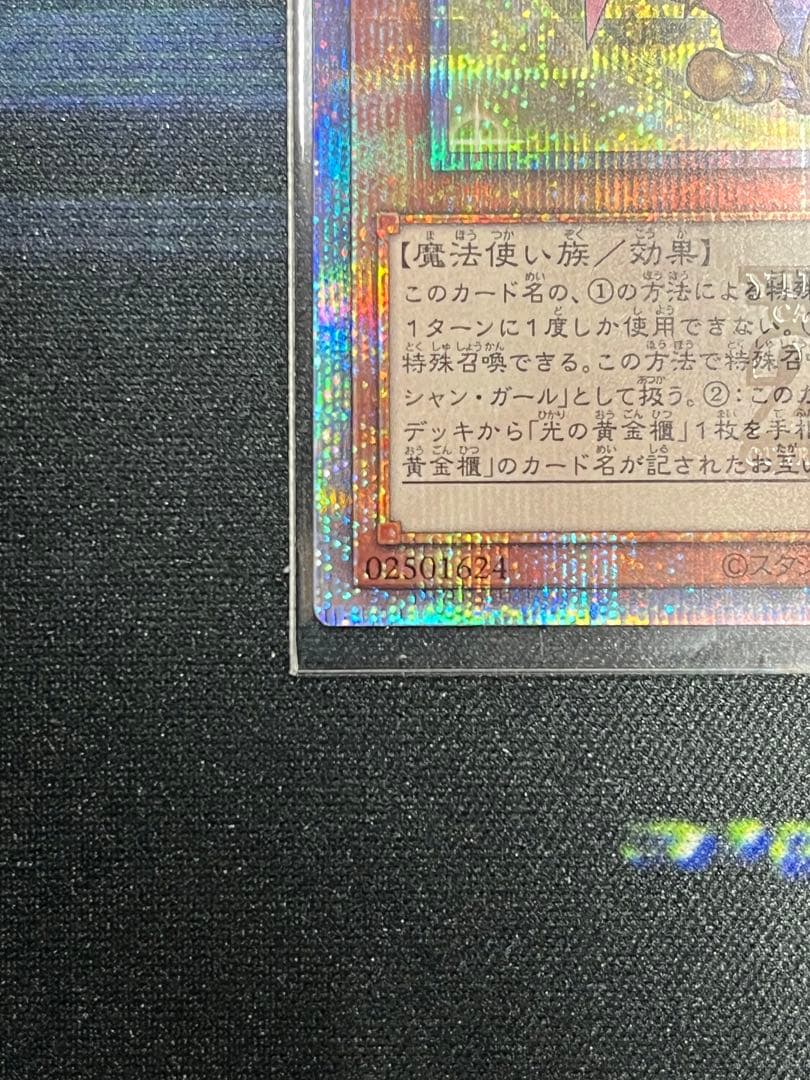 【魔法使い族／効果】
このカード名の、①の方法による特殊
1ターンに1度しか使用できない。
特殊召喚できる。この方法で特殊召
シャン・ガール」として扱う。②：このカ
デッキから「光の黄金櫃」1枚を手札
黄金櫃」のカード名が記されたお互い
02501624
©スタジ